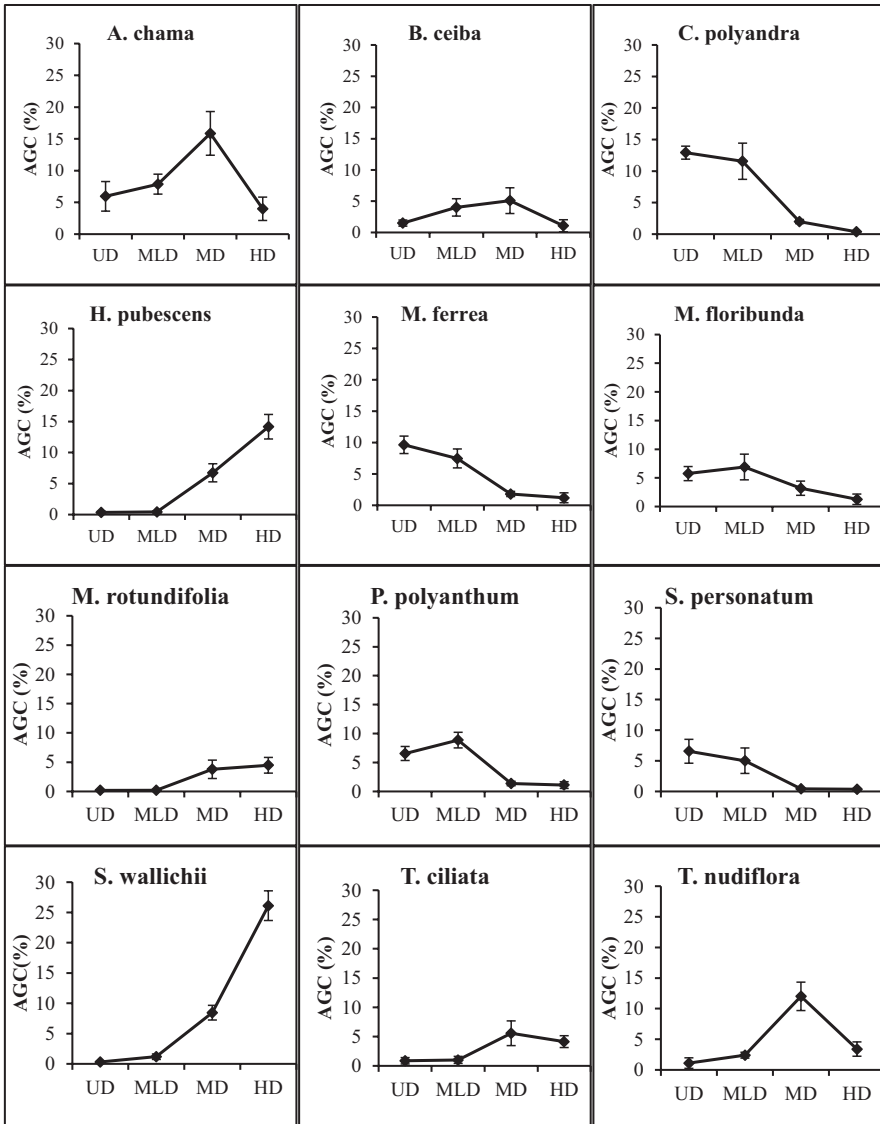 A. chama
AGC (%)
30
25
20
15
10
5
0
UD MLD MD HD
B. ceiba
AGC (%)
30
25
20
15
10
5
0
UD MLD MD HD
C. polyandra
AGC (%)
30
25
20
15
10
5
0
UD MLD MD HD
H. pubescens
AGC (%)
30
25
20
15
10
5
0
UD MLD MD HD
M. ferrea
AGC (%)
30
25
20
15
10
5
0
UD MLD MD HD
M. floribunda
AGC (%)
30
25
20
15
10
5
0
UD MLD MD HD
M. rotundifolia
AGC (%)
30
25
20
15
10
5
0
UD MLD MD HD
P. polyanthum
AGC (%)
30
25
20
15
10
5
0
UD MLD MD HD
S. personatum
AGC (%)
30
25
20
15
10
5
0
UD MLD MD HD
S. wallichii
AGC(%)
30
25
20
15
10
5
0
UD MLD MD HD
T. ciliata
AGC (%)
30
25
20
15
10
5
0
UD MLD MD HD
T. nudiflora
AGC (%)
30
25
20
15
10
5
0
UD MLD MD HD